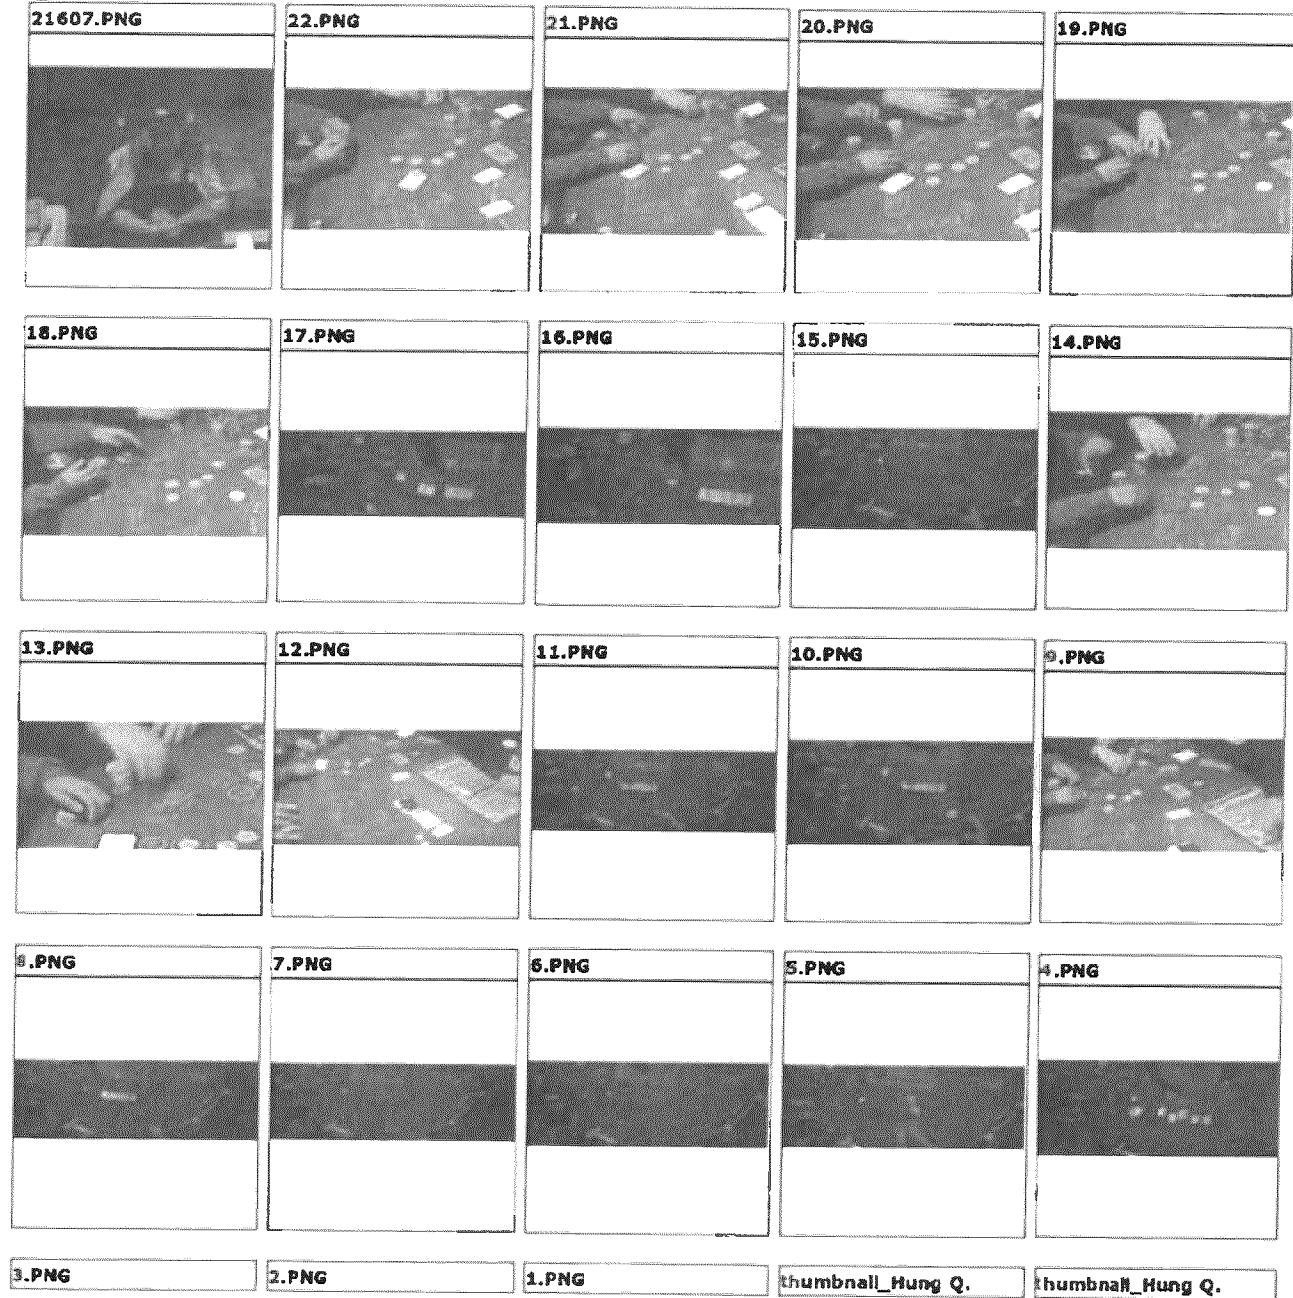 21607.PNG 22.PNG 21.PNG 20.PNG 19.PNG
18.PNG 17.PNG 16.PNG 15.PNG 14.PNG
13.PNG 12.PNG 11.PNG 10.PNG 9.PNG
8.PNG 7.PNG 6.PNG 5.PNG 4.PNG
3.PNG 2.PNG 1.PNG thumbnail_Hung Q. thumbnail_Hung Q.